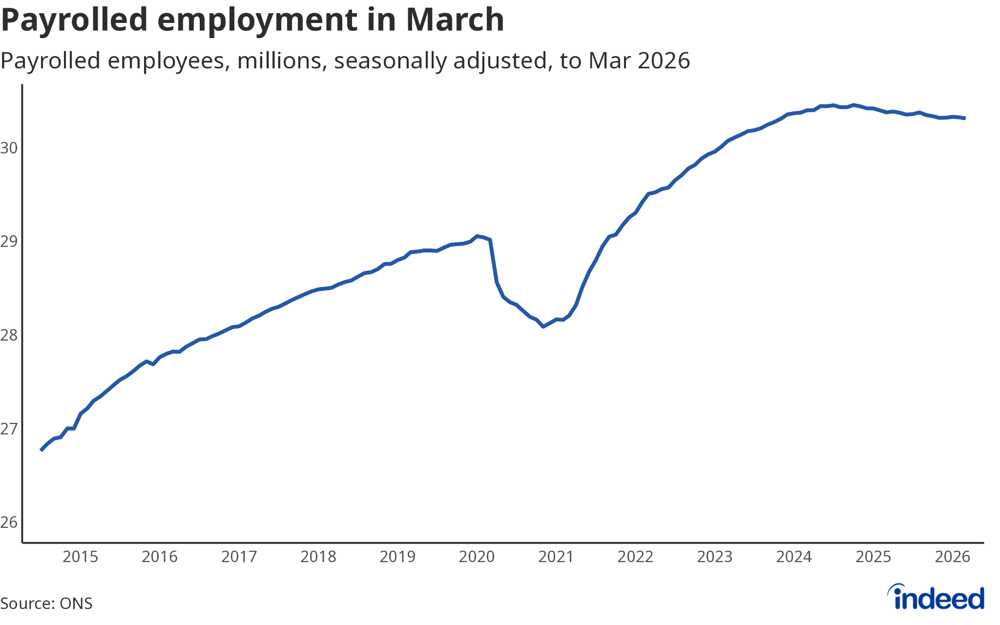 Payrolled employment in March
Payrolled employees, millions, seasonally adjusted, to Mar 2026
30
29
28
27
26
2015 2016 2017 2018 2019 2020 2021 2022 2023 2024 2025 2026
Source: ONS
indeed